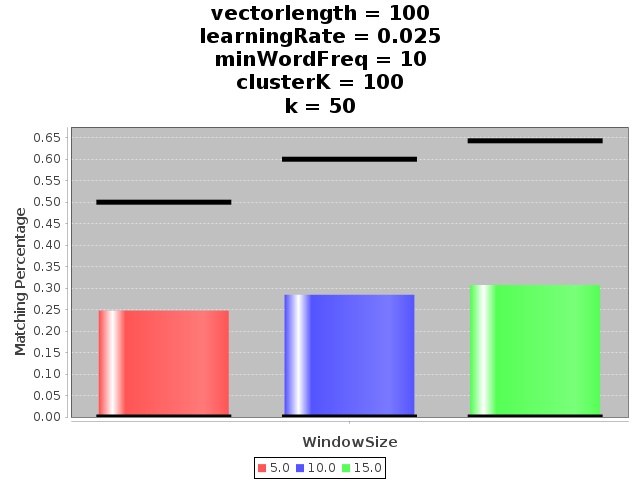 vectorlength = 100
learningRate = 0.025
minWordFreq = 10
clusterK = 100
k = 50
Matching Percentage
0.65
0.60
0.55
0.50
0.45
0.40
0.35
0.30
0.25
0.20
0.15
0.10
0.05
0.00
WindowSize
5.0 10.0 15.0